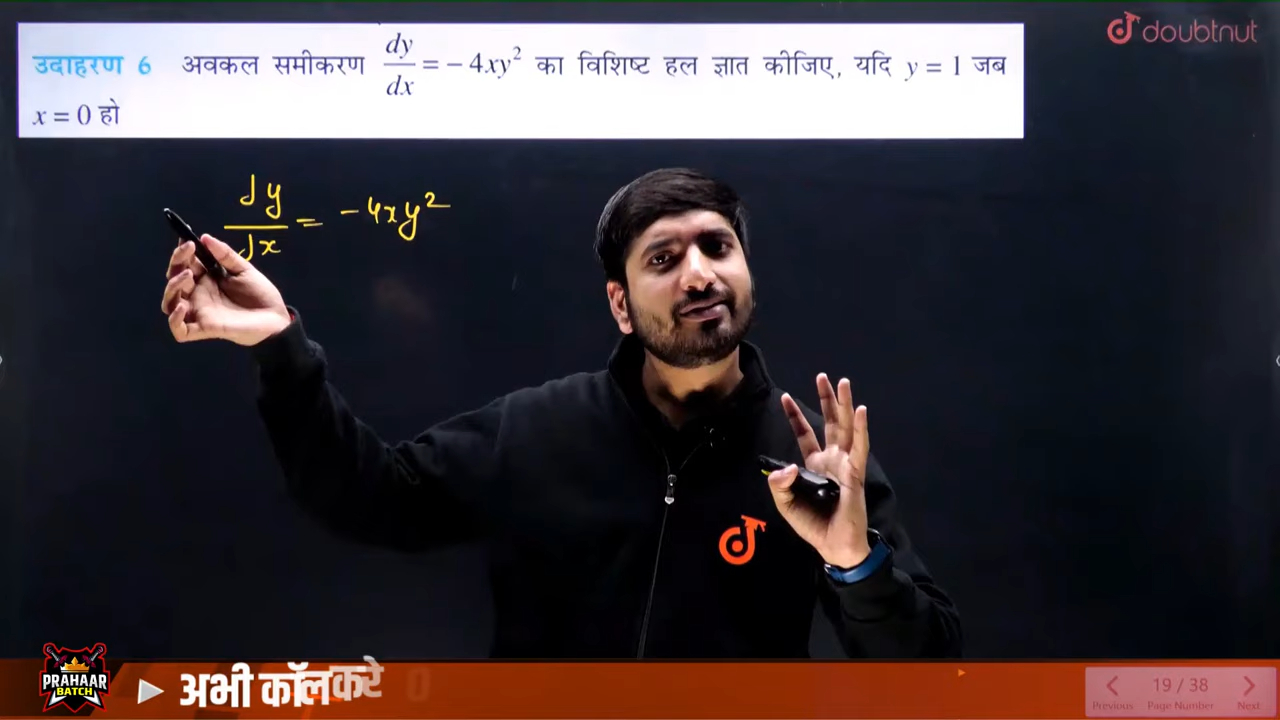 doubtnut
उदाहरण 6 अवकल समीकरण dy/dx = – 4xy² का विशिष्ट हल ज्ञात कीजिए, यदि y = 1 जब
x = 0 हो
dy/dx = -4xy²
PRAHAAR
BATCH
अभी कॉल करे
19 / 38
Previous Page Number Next